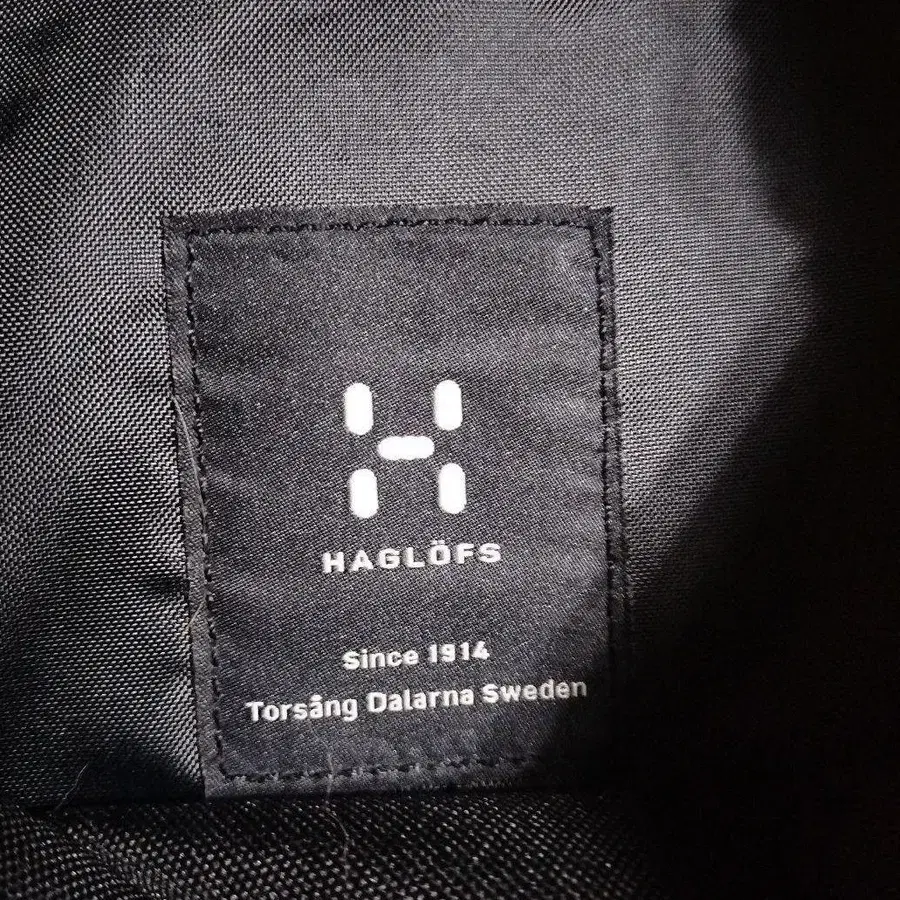 HAGLÖFS
Since 1914
Torsång Dalarna Sweden